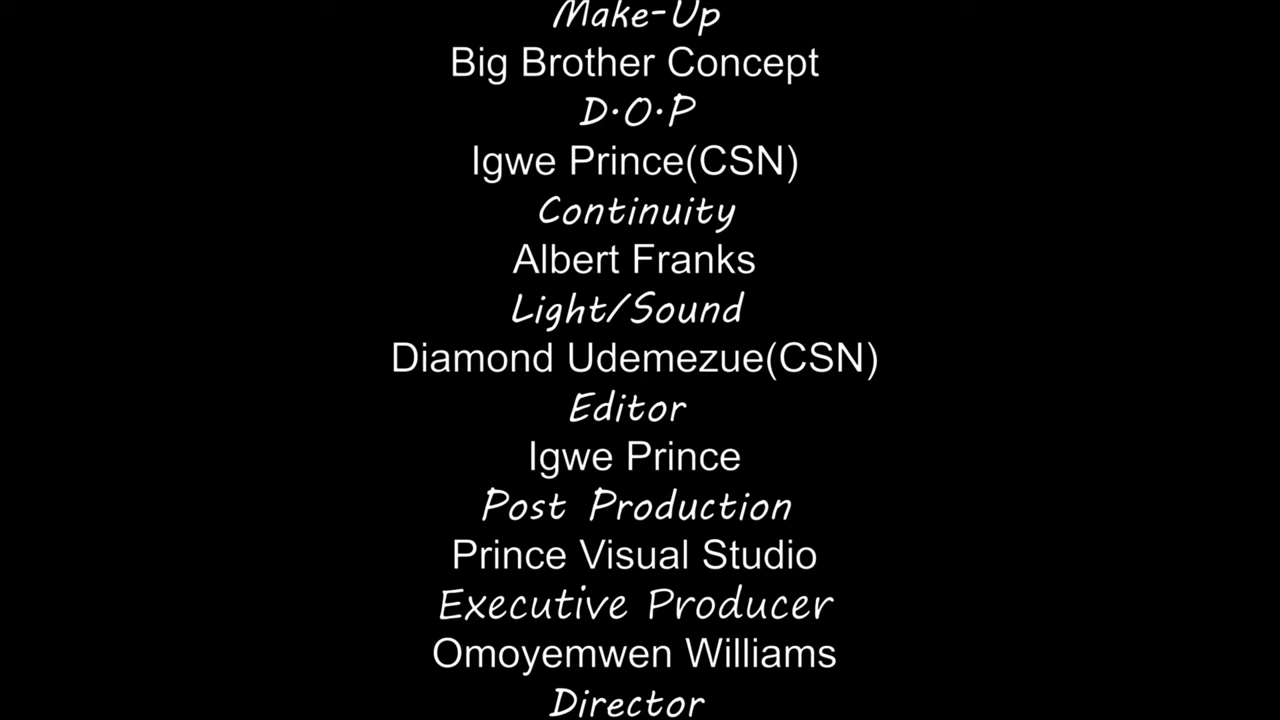 Make-Up
Big Brother Concept
D.O.P
Igwe Prince(CSN)
Continuity
Albert Franks
Light/Sound
Diamond Udemezue(CSN)
Editor
Igwe Prince
Post Production
Prince Visual Studio
Executive Producer
Omoyemwen Williams
Director